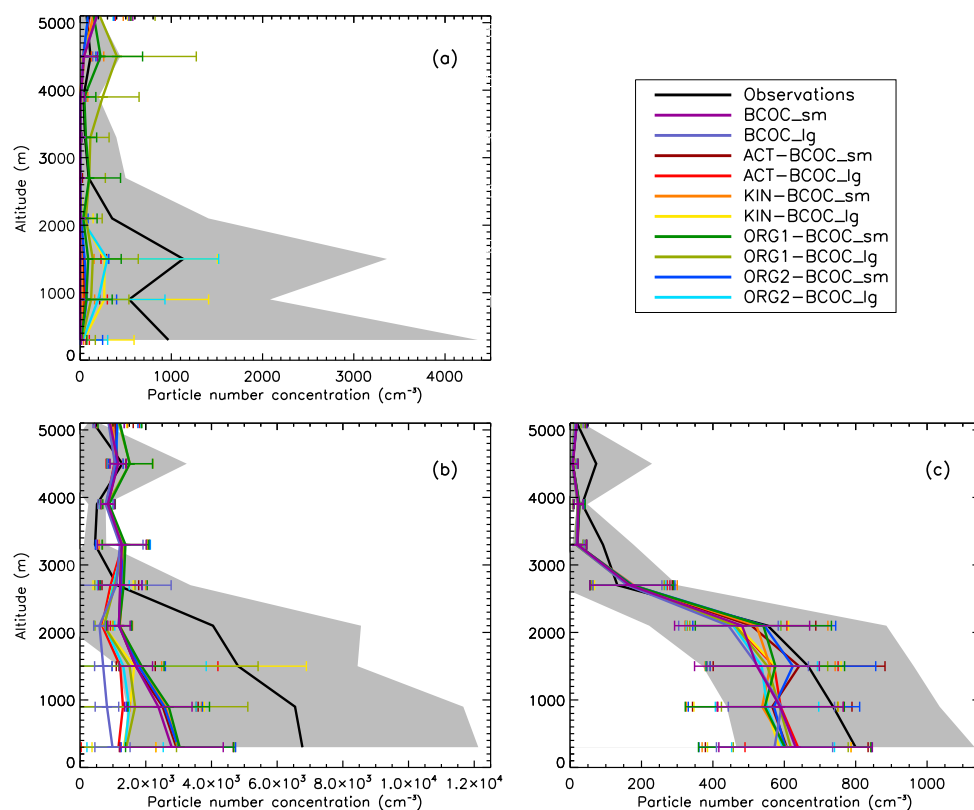 5000
4000
3000
2000
1000
0
Altitude (m)
(a)
0
1000
2000
3000
4000
Particle number concentration (cm⁻³)
Observations
BCOC_sm
BCOC_lg
ACT−BCOC_sm
ACT−BCOC_lg
KIN−BCOC_sm
KIN−BCOC_lg
ORG1−BCOC_sm
ORG1−BCOC_lg
ORG2−BCOC_sm
ORG2−BCOC_lg
5000
4000
3000
2000
1000
0
Altitude (m)
(b)
0
2.0×10³
4.0×10³
6.0×10³
8.0×10³
1.0×10⁴
1.2×10⁴
Particle number concentration (cm⁻³)
5000
4000
3000
2000
1000
0
Altitude (m)
(c)
0
200
400
600
800
1000
Particle number concentration (cm⁻³)